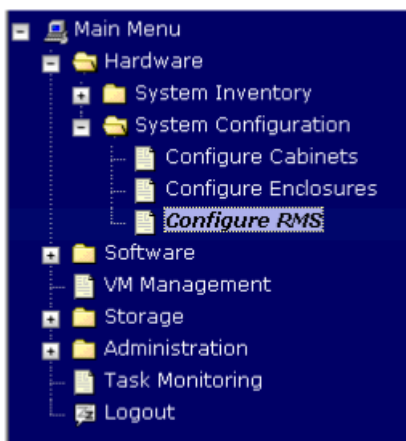 Main Menu
Hardware
System Inventory
System Configuration
Configure Cabinets
Configure Enclosures
Configure RMS
Software
VM Management
Storage
Administration
Task Monitoring
Logout